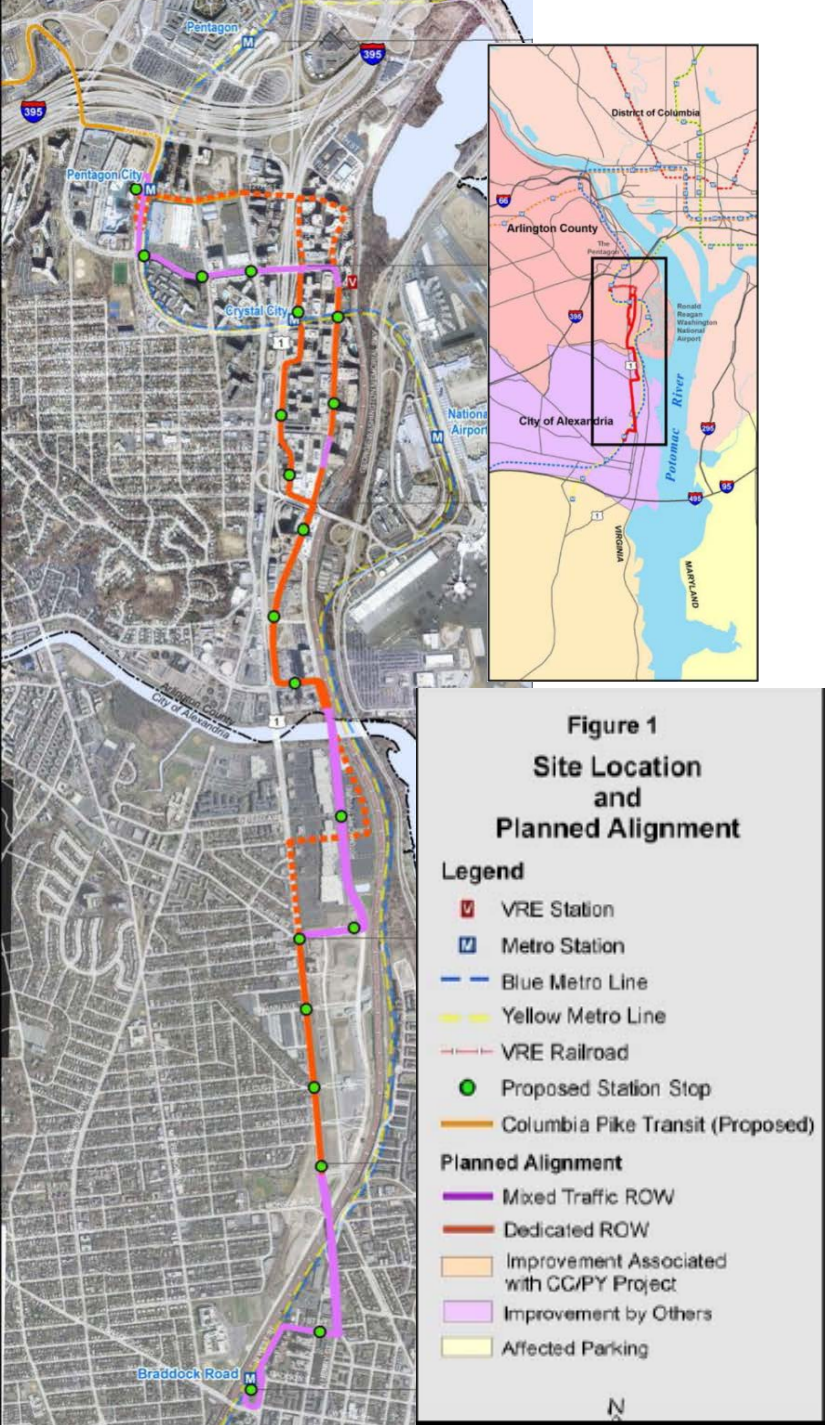 Pentagon
M
395
395
Pentagon City
M
V
Crystal City
M
1
National
Airport
M
Arlington County
City of Alexandria
1
Braddock Road
M
District of Columbia
66
Arlington County
The
Pentagon
395
Ronald
Reagan
Washington
National
Airport
1
City of Alexandria
Potomac River
295
95
495
1
VIRGINIA
MARYLAND
Figure 1
Site Location
and
Planned Alignment
Legend
V VRE Station
M Metro Station
Blue Metro Line
Yellow Metro Line
VRE Railroad
Proposed Station Stop
Columbia Pike Transit (Proposed)
Planned Alignment
Mixed Traffic ROW
Dedicated ROW
Improvement Associated
with CC/PY Project
Improvement by Others
Affected Parking
N